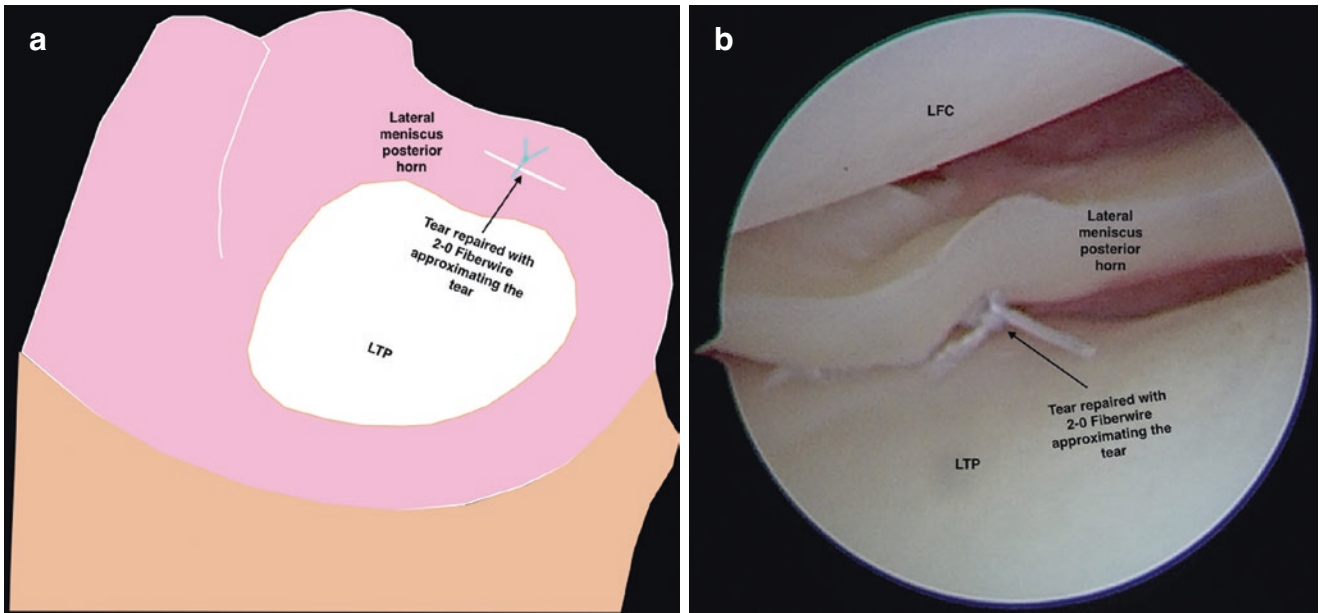 a
Lateral
meniscus
posterior
horn
Tear repaired with
2-0 Fiberwire
approximating the
tear
LTP
b
LFC
Lateral
meniscus
posterior
horn
Tear repaired with
2-0 Fiberwire
approximating the
tear
LTP